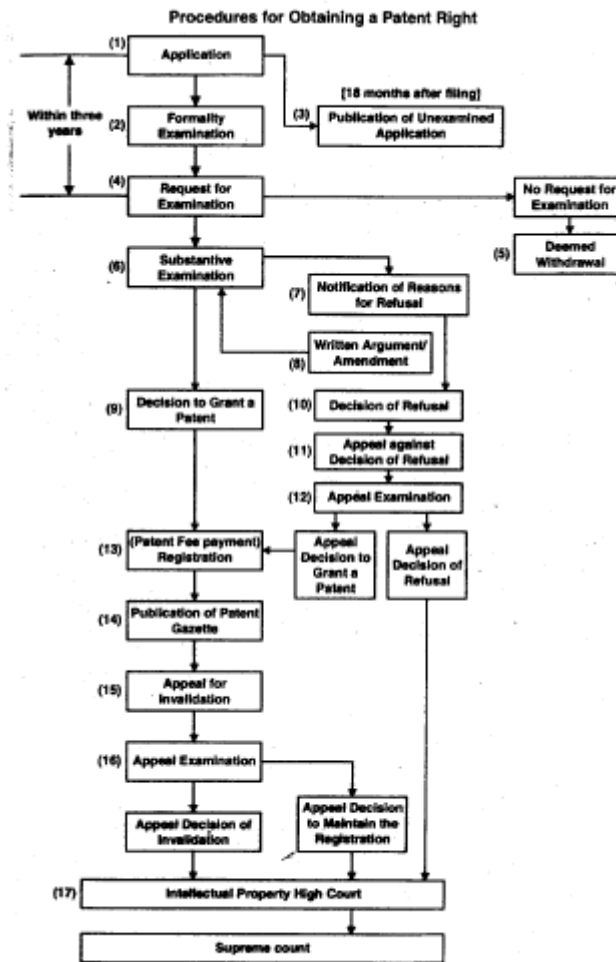 Procedures for Obtaining a Patent Right
(1)
Application
[18 months after filing]
Within three
years
(2)
Formality
Examination
(3)
Publication of Unexamined
Application
(4)
Request for
Examination
No Request for
Examination
(5)
Deemed
Withdrawal
(6)
Substantive
Examination
(7)
Notification of Reasons
for Refusal
(8)
Written Argument/
Amendment
(9)
Decision to Grant a
Patent
(10)
Decision of Refusal
(11)
Appeal against
Decision of Refusal
(12)
Appeal Examination
(13)
(Patent Fee payment)
Registration
Appeal
Decision to
Grant a
Patent
Appeal
Decision of
Refusal
(14)
Publication of Patent
Gazette
(15)
Appeal for
Invalidation
(16)
Appeal Examination
Appeal Decision of
Invalidation
Appeal Decision
to Maintain the
Registration
(17)
Intellectual Property High Court
Supreme count